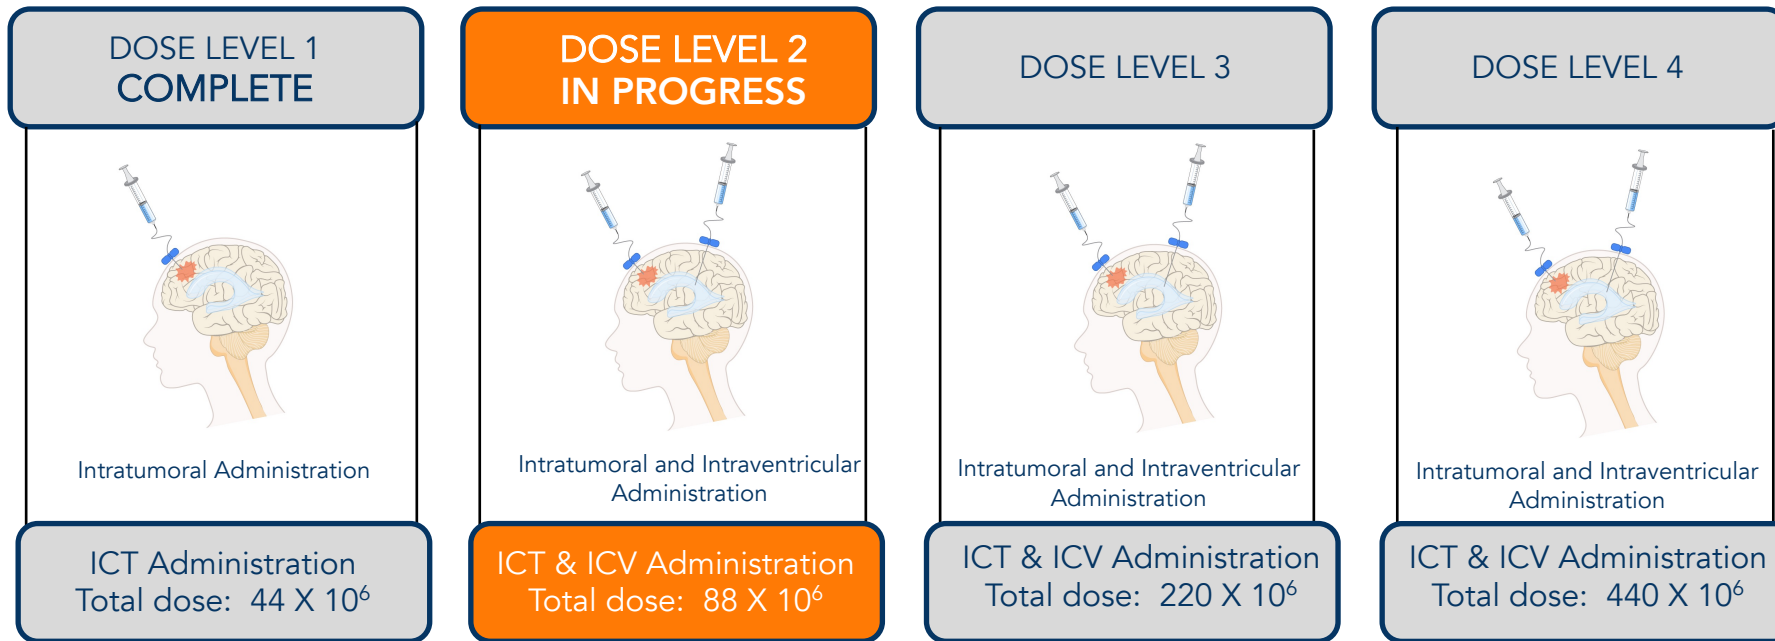 DOSE LEVEL 1
COMPLETE
Intratumoral Administration
ICT Administration
Total dose: 44 X 10⁶
DOSE LEVEL 2
IN PROGRESS
Intratumoral and Intraventricular
Administration
ICT & ICV Administration
Total dose: 88 X 10⁶
DOSE LEVEL 3
Intratumoral and Intraventricular
Administration
ICT & ICV Administration
Total dose: 220 X 10⁶
DOSE LEVEL 4
Intratumoral and Intraventricular
Administration
ICT & ICV Administration
Total dose: 440 X 10⁶